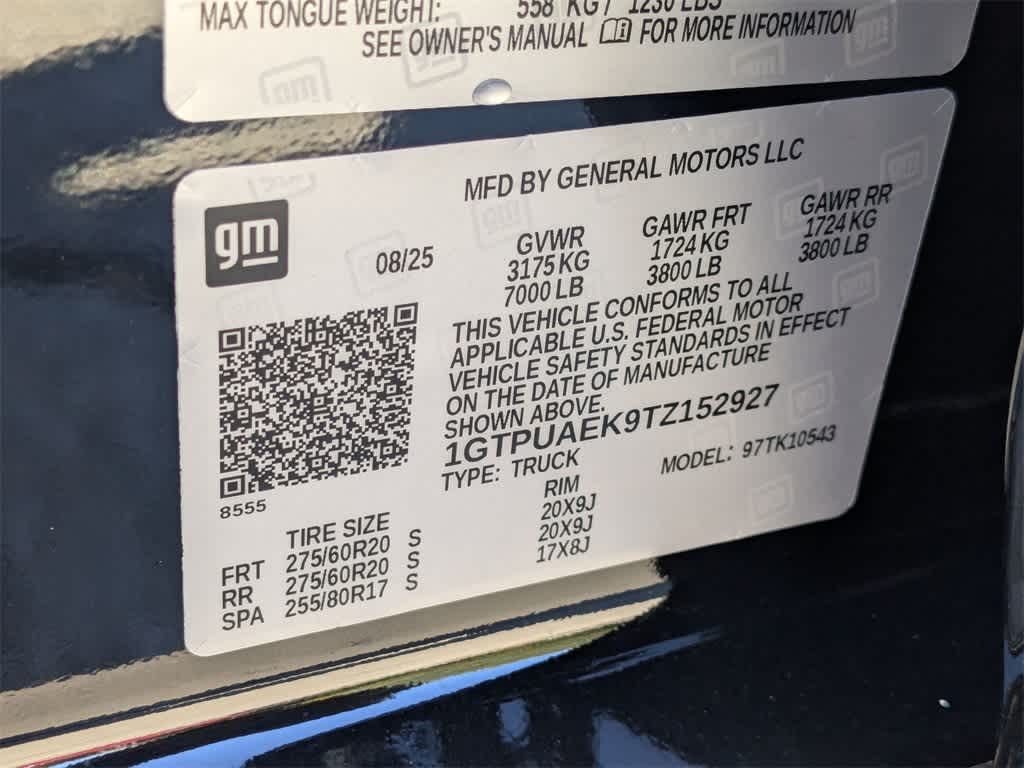 MAX TONGUE WEIGHT: 558 KG / 1230 LBS
SEE OWNER'S MANUAL FOR MORE INFORMATION
MFD BY GENERAL MOTORS LLC
gm
08/25
GVWR GAWR FRT GAWR RR
3175 KG 1724 KG 1724 KG
7000 LB 3800 LB 3800 LB
THIS VEHICLE CONFORMS TO ALL
APPLICABLE U.S. FEDERAL MOTOR
VEHICLE SAFETY STANDARDS IN EFFECT
ON THE DATE OF MANUFACTURE
SHOWN ABOVE.
1GTPUAEK9TZ152927
TYPE: TRUCK MODEL: 97TK10543
8555
TIRE SIZE RIM
FRT 275/60R20 S 20X9J
RR 275/60R20 S 20X9J
SPA 255/80R17 S 17X8J